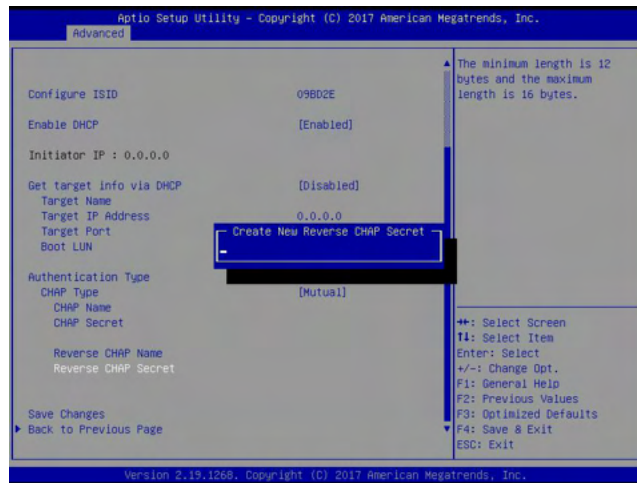 Aptio Setup Utility – Copyright (C) 2017 American Megatrends, Inc.
Advanced
Configure ISID 09BD2E
Enable DHCP [Enabled]
Initiator IP : 0.0.0.0
Get target info via DHCP [Disabled]
Target Name
Target IP Address 0.0.0.0
Target Port
Boot LUN
Create New Reverse CHAP Secret
Authentication Type
CHAP Type [Mutual]
CHAP Name
CHAP Secret
Reverse CHAP Name
Reverse CHAP Secret
Save Changes
Back to Previous Page
The minimum length is 12
bytes and the maximum
length is 16 bytes.
→←: Select Screen
↑↓: Select Item
Enter: Select
+/-: Change Opt.
F1: General Help
F2: Previous Values
F3: Optimized Defaults
F4: Save & Exit
ESC: Exit
Version 2.19.1268. Copyright (C) 2017 American Megatrends, Inc.